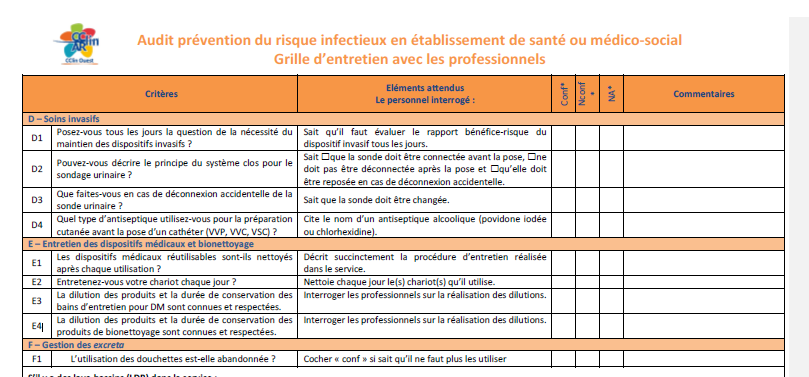 CClin
AR
CClin Ouest
Audit prévention du risque infectieux en établissement de santé ou médico-social
Grille d'entretien avec les professionnels
Critères
Eléments attendus
Le personnel interrogé :
Conf*
Nconf
*
NA*
Commentaires
D – Soins invasifs
D1
Posez-vous tous les jours la question de la nécessité du
maintien des dispositifs invasifs ?
Sait qu'il faut évaluer le rapport bénéfice-risque du
dispositif invasif tous les jours.
D2
Pouvez-vous décrire le principe du système clos pour le
sondage urinaire ?
Sait ☐que la sonde doit être connectée avant la pose, ☐ne
doit pas être déconnectée après la pose et ☐qu'elle doit
être reposée en cas de déconnexion accidentelle.
D3
Que faites-vous en cas de déconnexion accidentelle de la
sonde urinaire ?
Sait que la sonde doit être changée.
D4
Quel type d'antiseptique utilisez-vous pour la préparation
cutanée avant la pose d'un cathéter (VVP, VVC, VSC) ?
Cite le nom d'un antiseptique alcoolique (povidone iodée
ou chlorhexidine).
E – Entretien des dispositifs médicaux et bionettoyage
E1
Les dispositifs médicaux réutilisables sont-ils nettoyés
après chaque utilisation ?
Décrit succinctement la procédure d'entretien réalisée
dans le service.
E2
Entretenez-vous votre chariot chaque jour ?
Nettoie chaque jour le(s) chariot(s) qu'il utilise.
E3
La dilution des produits et la durée de conservation des
bains d'entretien pour DM sont connues et respectées.
Interroger les professionnels sur la réalisation des dilutions.
E4
La dilution des produits et la durée de conservation des
produits de bionettoyage sont connues et respectées.
Interroger les professionnels sur la réalisation des dilutions.
F – Gestion des excreta
F1
L'utilisation des douchettes est-elle abandonnée ?
Cocher « conf » si sait qu'il ne faut plus les utiliser
S'il y a des lave-bassins (LDB) dans le service :